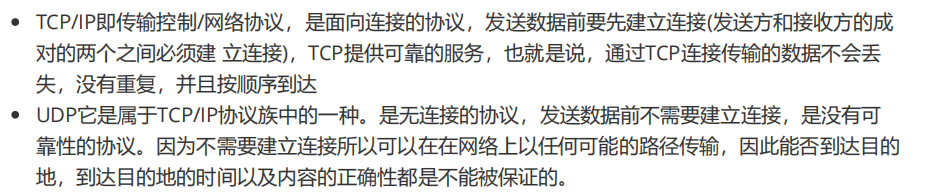 • TCP/IP即传输控制/网络协议，是面向连接的协议，发送数据前要先建立连接(发送方和接收方的成
对的两个之间必须建 立连接)，TCP提供可靠的服务，也就是说，通过TCP连接传输的数据不会丢
失，没有重复，并且按顺序到达
• UDP它是属于TCP/IP协议族中的一种。是无连接的协议，发送数据前不需要建立连接，是没有可
靠性的协议。因为不需要建立连接所以可以在在网络上以任何可能的路径传输，因此能否到达目的
地，到达目的地的时间以及内容的正确性都是不能被保证的。